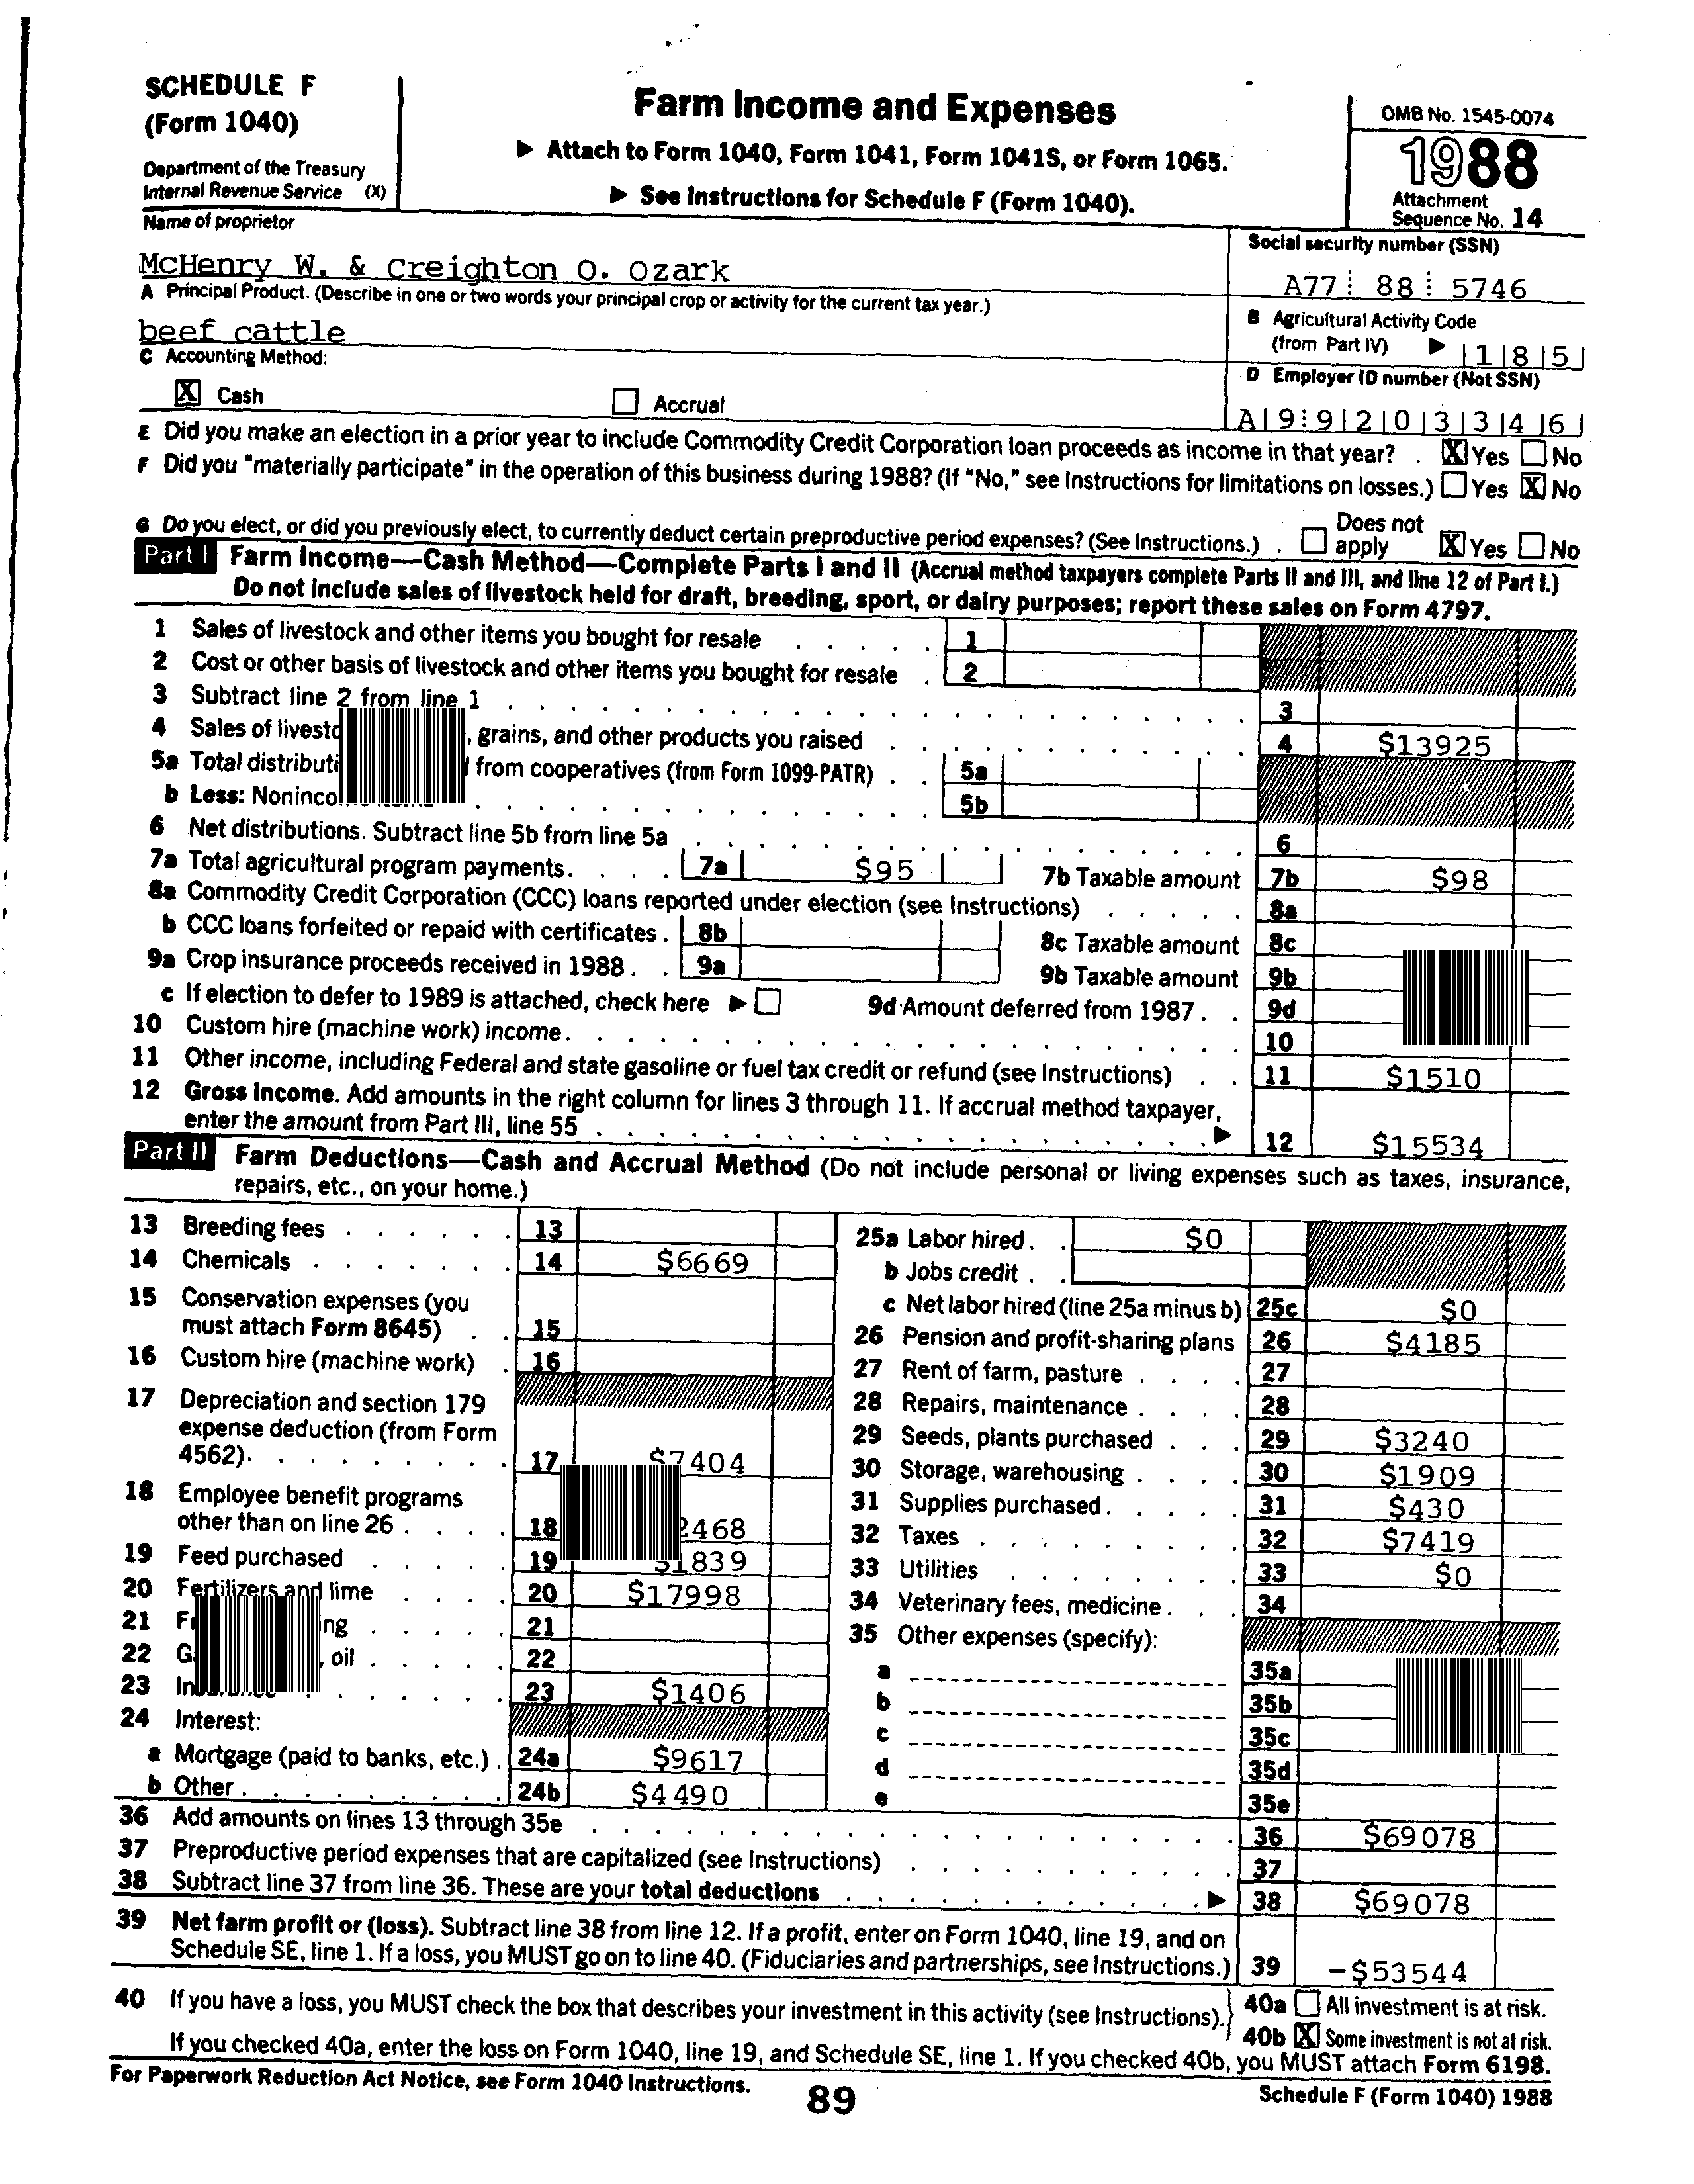 SCHEDULE F
(Form 1040)
Department of the Treasury
Internal Revenue Service (X)
Farm Income and Expenses
▶ Attach to Form 1040, Form 1041, Form 1041S, or Form 1065.
▶ See Instructions for Schedule F (Form 1040).
OMB No. 1545-0074
1988
Attachment
Sequence No. 14
Name of proprietor
McHenry W. & Creighton O. Ozark
Social security number (SSN)
A77 88 5746
A Principal Product. (Describe in one or two words your principal crop or activity for the current tax year.)
beef cattle
B Agricultural Activity Code
(from Part IV) ▶ 1 8 5
C Accounting Method:
X Cash Accrual
D Employer ID number (Not SSN)
A 9 9 2 0 3 3 4 6
E Did you make an election in a prior year to include Commodity Credit Corporation loan proceeds as income in that year? . X Yes No
F Did you "materially participate" in the operation of this business during 1988? (If "No," see Instructions for limitations on losses.) Yes X No
G Do you elect, or did you previously elect, to currently deduct certain preproductive period expenses? (See Instructions.) . Does not apply X Yes No
Part I Farm Income—Cash Method—Complete Parts I and II (Accrual method taxpayers complete Parts II and III, and line 12 of Part I.)
Do not include sales of livestock held for draft, breeding, sport, or dairy purposes; report these sales on Form 4797.
1 Sales of livestock and other items you bought for resale 1
2 Cost or other basis of livestock and other items you bought for resale 2
3 Subtract line 2 from line 1 3
4 Sales of , grains, and other products you raised 4 $13925
5a Total from cooperatives (from Form 1099-PATR) 5a
b Less: 5b
6 Net distributions. Subtract line 5b from line 5a 6
7a Total agricultural program payments. 7a $95 7b Taxable amount 7b $98
8a Commodity Credit Corporation (CCC) loans reported under election (see Instructions) 8a
b CCC loans forfeited or repaid with certificates . 8b 8c Taxable amount 8c
9a Crop insurance proceeds received in 1988 . 9a 9b Taxable amount 9b
c If election to defer to 1989 is attached, check here ▶ 9d Amount deferred from 1987 . 9d
10 Custom hire (machine work) income . 10
11 Other income, including Federal and state gasoline or fuel tax credit or refund (see Instructions) 11 $1510
12 Gross Income. Add amounts in the right column for lines 3 through 11. If accrual method taxpayer,
enter the amount from Part III, line 55 ▶ 12 $15534
Part II Farm Deductions—Cash and Accrual Method (Do not include personal or living expenses such as taxes, insurance,
repairs, etc., on your home.)
13 Breeding fees 13
14 Chemicals 14 $6669
15 Conservation expenses (you
must attach Form 8645) 15
16 Custom hire (machine work) 16
17 Depreciation and section 179
expense deduction (from Form
4562). 17 $7404
18 Employee benefit programs
other than on line 26 18 2468
19 Feed purchased 19 $1839
20 Fertilizers and lime 20 $17998
21 21
22 , oil 22
23 23 $1406
24 Interest:
a Mortgage (paid to banks, etc.) . 24a $9617
b Other 24b $4490
25a Labor hired . $0
b Jobs credit .
c Net labor hired (line 25a minus b) 25c $0
26 Pension and profit-sharing plans 26 $4185
27 Rent of farm, pasture 27
28 Repairs, maintenance 28
29 Seeds, plants purchased 29 $3240
30 Storage, warehousing 30 $1909
31 Supplies purchased 31 $430
32 Taxes 32 $7419
33 Utilities 33 $0
34 Veterinary fees, medicine 34
35 Other expenses (specify):
a 35a
b 35b
c 35c
d 35d
e 35e
36 Add amounts on lines 13 through 35e 36 $69078
37 Preproductive period expenses that are capitalized (see Instructions) 37
38 Subtract line 37 from line 36. These are your total deductions ▶ 38 $69078
39 Net farm profit or (loss). Subtract line 38 from line 12. If a profit, enter on Form 1040, line 19, and on
Schedule SE, line 1. If a loss, you MUST go on to line 40. (Fiduciaries and partnerships, see Instructions.) 39 -$53544
40 If you have a loss, you MUST check the box that describes your investment in this activity (see Instructions). 40a All investment is at risk.
40b X Some investment is not at risk.
If you checked 40a, enter the loss on Form 1040, line 19, and Schedule SE, line 1. If you checked 40b, you MUST attach Form 6198.
For Paperwork Reduction Act Notice, see Form 1040 Instructions.
89
Schedule F (Form 1040) 1988